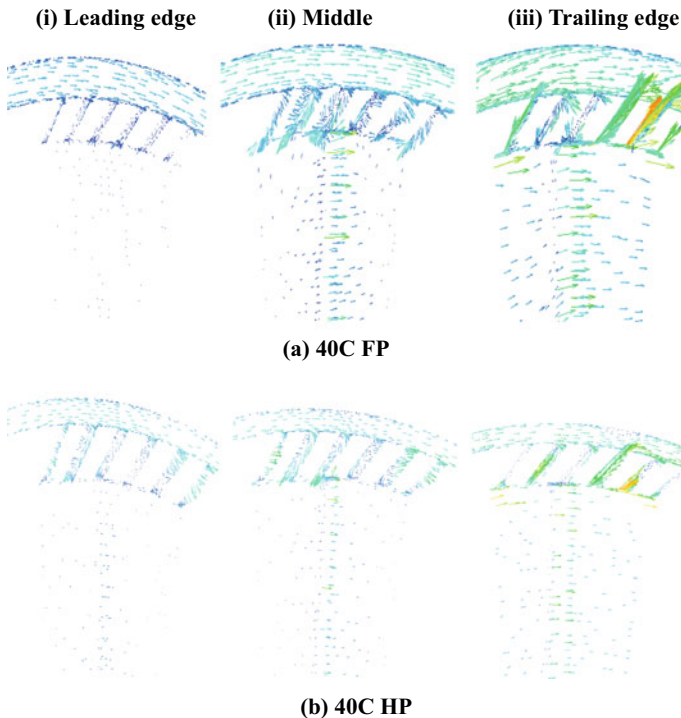 (i) Leading edge (ii) Middle (iii) Trailing edge
(a) 40C FP
(b) 40C HP